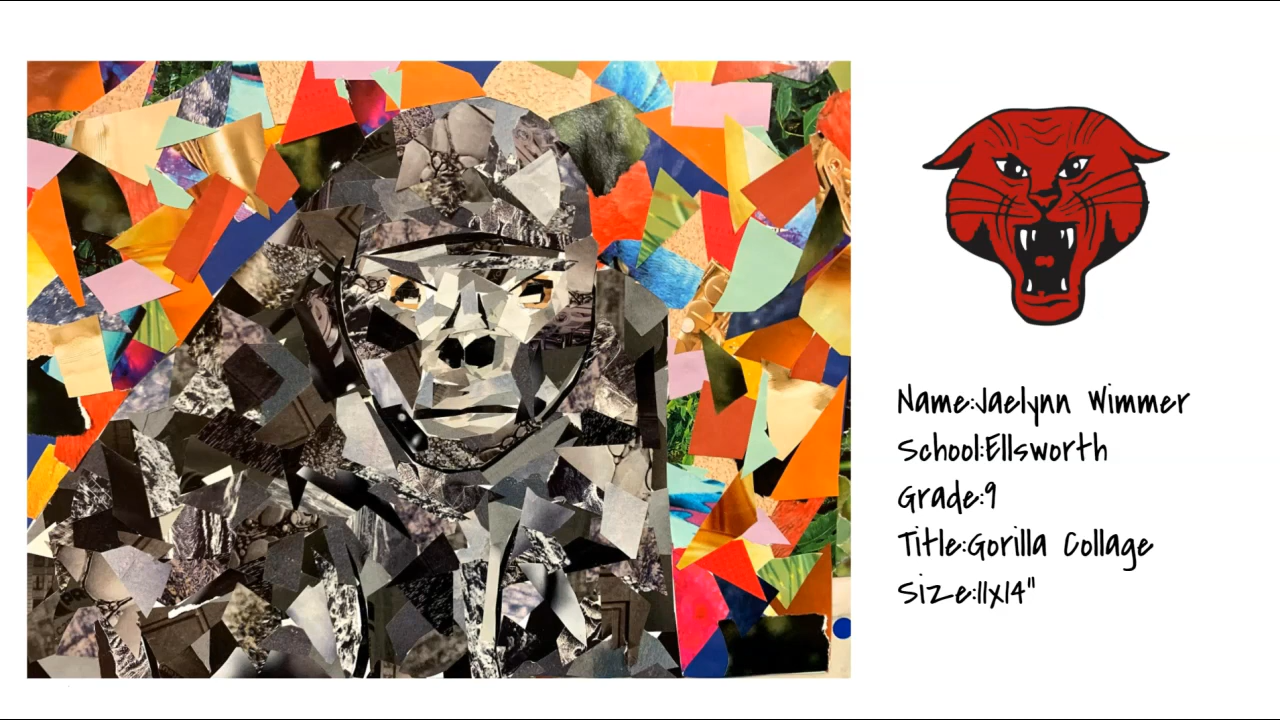 Name:Jaelynn Wimmer
School:Ellsworth
Grade:9
Title:Gorilla Collage
Size:11x14"